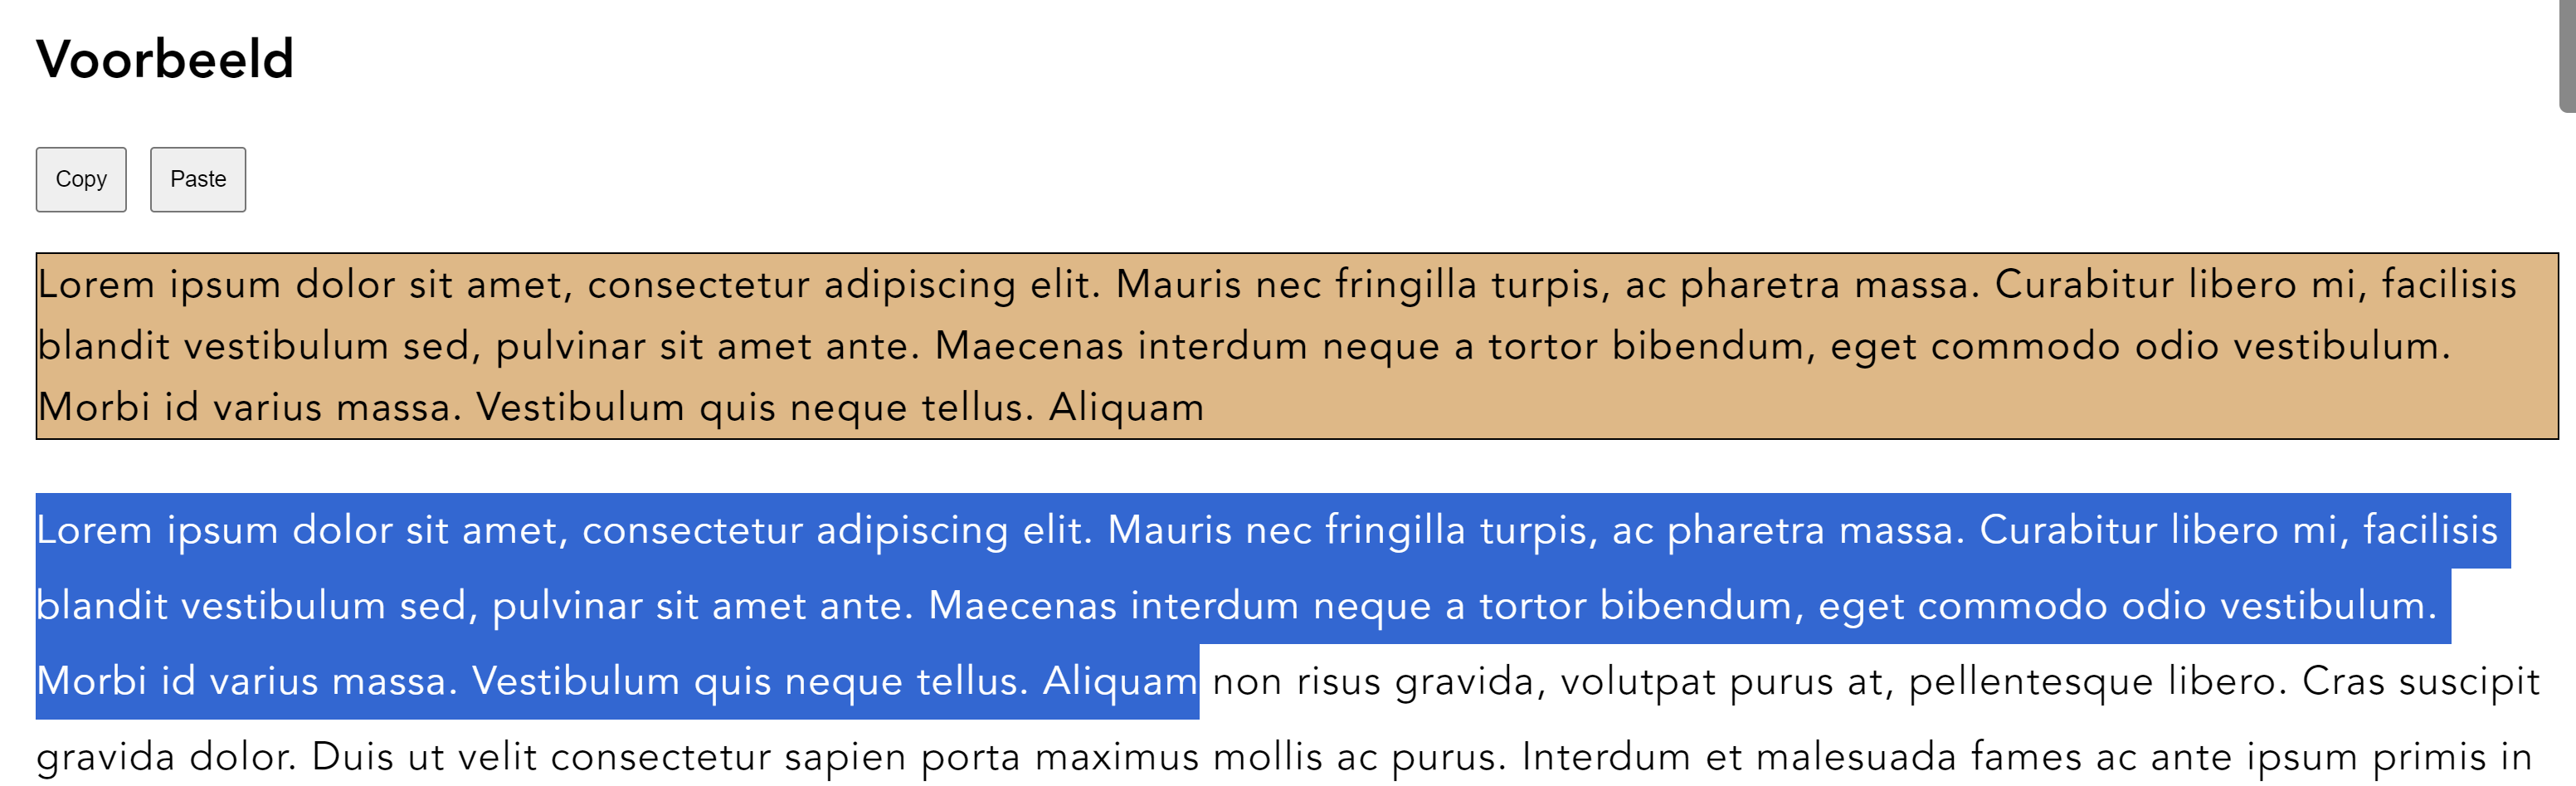 Voorbeeld
Copy Paste
Lorem ipsum dolor sit amet, consectetur adipiscing elit. Mauris nec fringilla turpis, ac pharetra massa. Curabitur libero mi, facilisis
blandit vestibulum sed, pulvinar sit amet ante. Maecenas interdum neque a tortor bibendum, eget commodo odio vestibulum.
Morbi id varius massa. Vestibulum quis neque tellus. Aliquam
Lorem ipsum dolor sit amet, consectetur adipiscing elit. Mauris nec fringilla turpis, ac pharetra massa. Curabitur libero mi, facilisis
blandit vestibulum sed, pulvinar sit amet ante. Maecenas interdum neque a tortor bibendum, eget commodo odio vestibulum.
Morbi id varius massa. Vestibulum quis neque tellus. Aliquam non risus gravida, volutpat purus at, pellentesque libero. Cras suscipit
gravida dolor. Duis ut velit consectetur sapien porta maximus mollis ac purus. Interdum et malesuada fames ac ante ipsum primis in